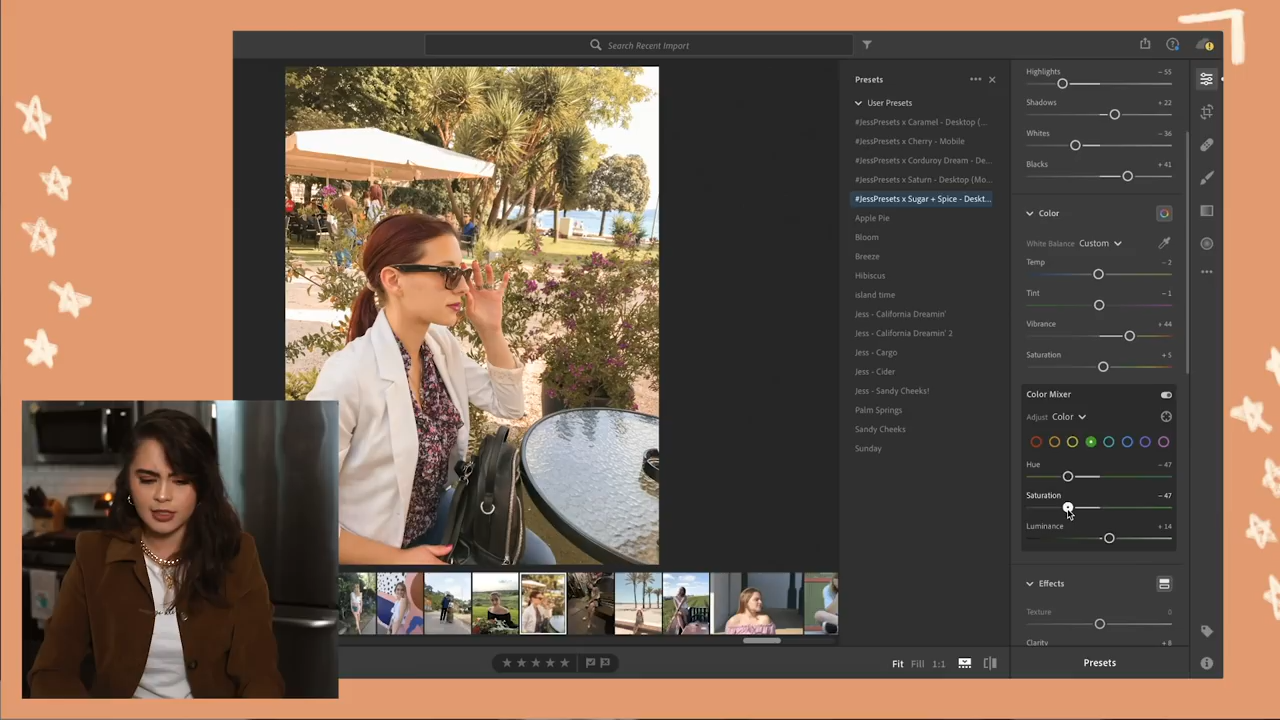 Search Recent Import
Presets
User Presets
#JessPresets x Caramel - Desktop (...
#JessPresets x Cherry - Mobile
#JessPresets x Corduroy Dream - De...
#JessPresets x Saturn - Desktop (Mo...
#JessPresets x Sugar + Spice - Deskt...
Apple Pie
Bloom
Breeze
Hibiscus
island time
Jess - California Dreamin'
Jess - California Dreamin' 2
Jess - Cargo
Jess - Cider
Jess - Sandy Cheeks!
Palm Springs
Sandy Cheeks
Sunday
Highlights - 55
Shadows + 22
Whites - 36
Blacks + 41
Color
White Balance Custom
Temp - 2
Tint - 1
Vibrance + 44
Saturation + 5
Color Mixer
Adjust Color
Hue - 47
Saturation - 47
Luminance + 14
Effects
Texture 0
Clarity + 8
Fit Fill 1:1
Presets